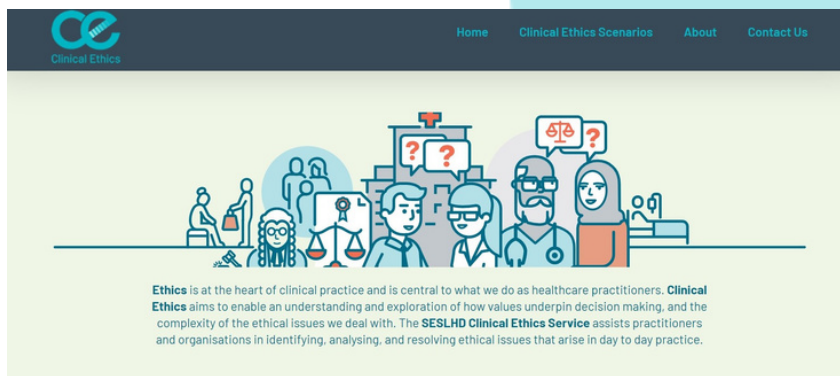 CE
Clinical Ethics
Home Clinical Ethics Scenarios About Contact Us
? ? ?
Ethics is at the heart of clinical practice and is central to what we do as healthcare practitioners. Clinical
Ethics aims to enable an understanding and exploration of how values underpin decision making, and the
complexity of the ethical issues we deal with. The SESLHD Clinical Ethics Service assists practitioners
and organisations in identifying, analysing, and resolving ethical issues that arise in day to day practice.